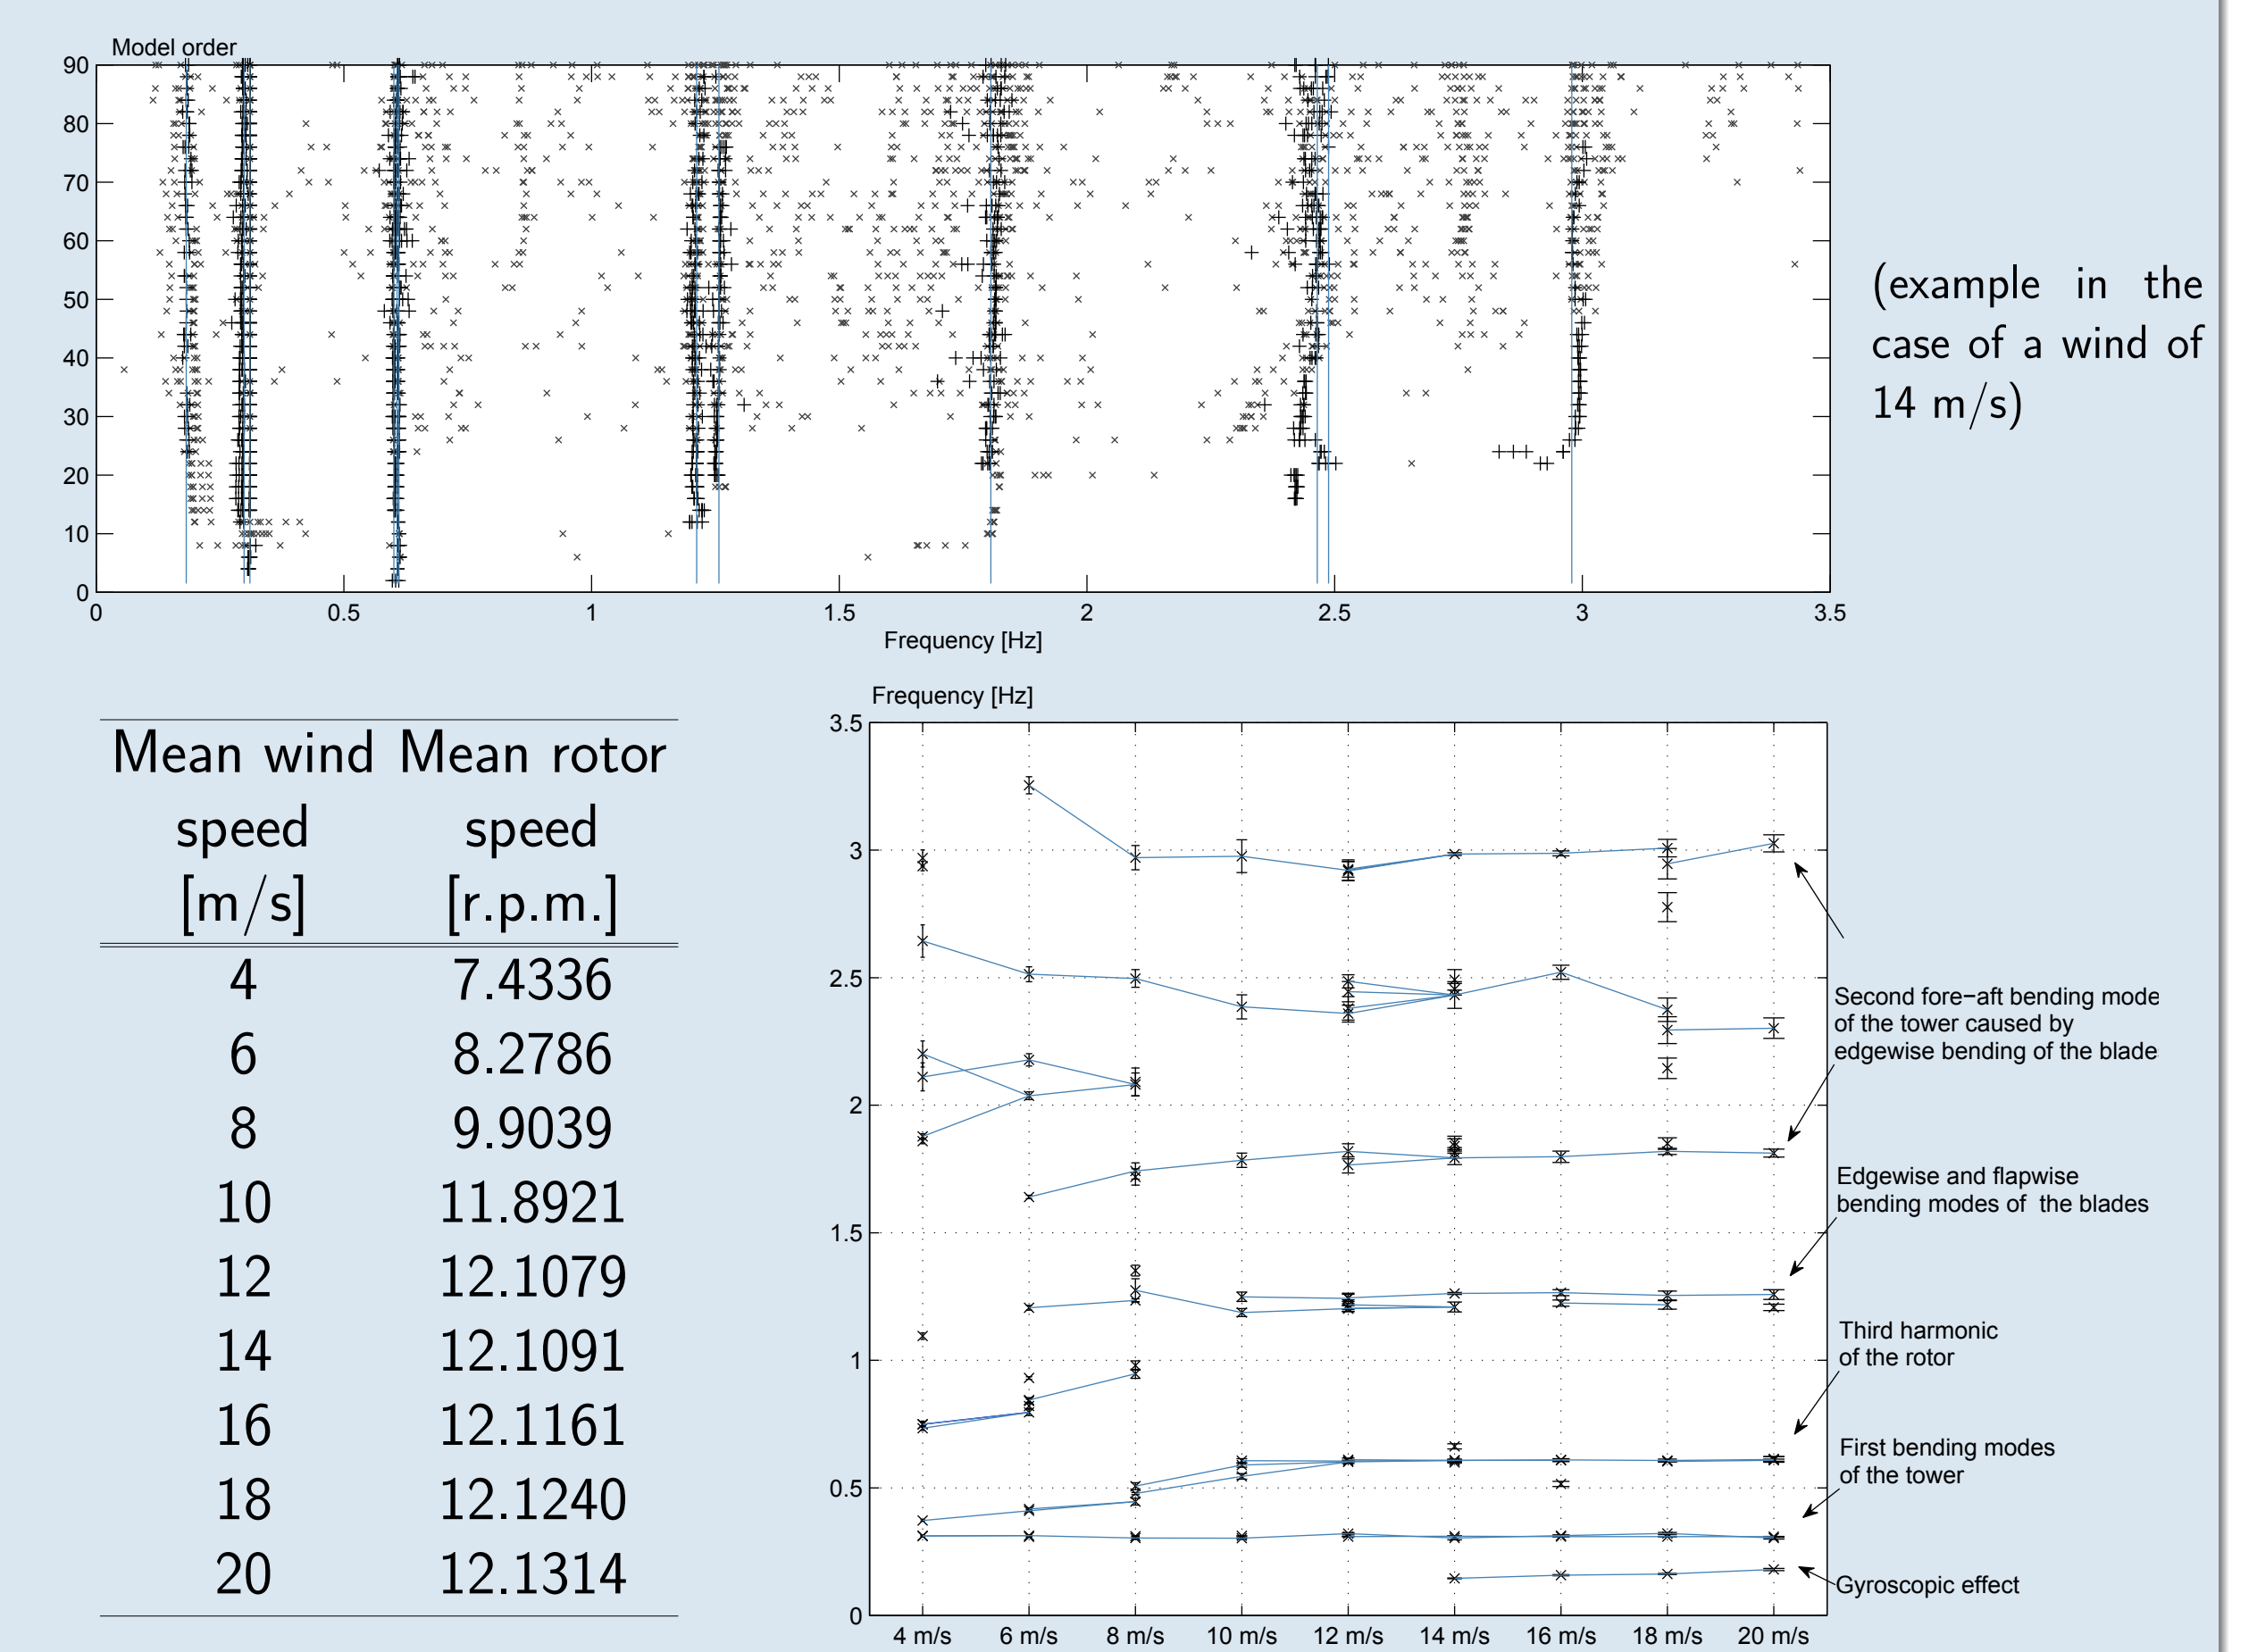 Model order
90
80
70
60
50
40
30
20
10
0
0 0.5 1 1.5 2 2.5 3 3.5
Frequency [Hz]
(example in the
case of a wind of
14 m/s)
Mean wind Mean rotor
speed speed
[m/s] [r.p.m.]
4 7.4336
6 8.2786
8 9.9039
10 11.8921
12 12.1079
14 12.1091
16 12.1161
18 12.1240
20 12.1314
Frequency [Hz]
3.5
3
2.5
2
1.5
1
0.5
0
4 m/s 6 m/s 8 m/s 10 m/s 12 m/s 14 m/s 16 m/s 18 m/s 20 m/s
Second fore−aft bending mode
of the tower caused by
edgewise bending of the blade
Edgewise and flapwise
bending modes of the blades
Third harmonic
of the rotor
First bending modes
of the tower
Gyroscopic effect